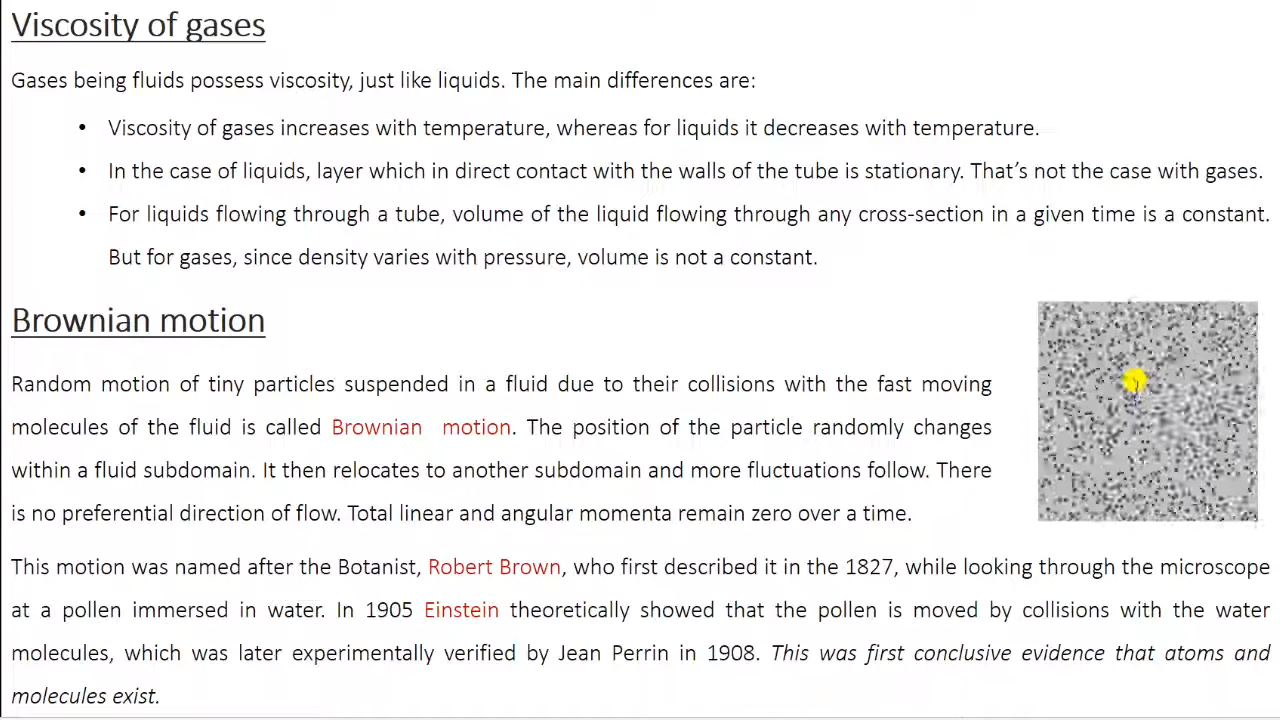 Viscosity of gases
Gases being fluids possess viscosity, just like liquids. The main differences are:
• Viscosity of gases increases with temperature, whereas for liquids it decreases with temperature.
• In the case of liquids, layer which in direct contact with the walls of the tube is stationary. That’s not the case with gases.
• For liquids flowing through a tube, volume of the liquid flowing through any cross-section in a given time is a constant.
But for gases, since density varies with pressure, volume is not a constant.
Brownian motion
Random motion of tiny particles suspended in a fluid due to their collisions with the fast moving
molecules of the fluid is called Brownian motion. The position of the particle randomly changes
within a fluid subdomain. It then relocates to another subdomain and more fluctuations follow. There
is no preferential direction of flow. Total linear and angular momenta remain zero over a time.
This motion was named after the Botanist, Robert Brown, who first described it in the 1827, while looking through the microscope
at a pollen immersed in water. In 1905 Einstein theoretically showed that the pollen is moved by collisions with the water
molecules, which was later experimentally verified by Jean Perrin in 1908. This was first conclusive evidence that atoms and
molecules exist.